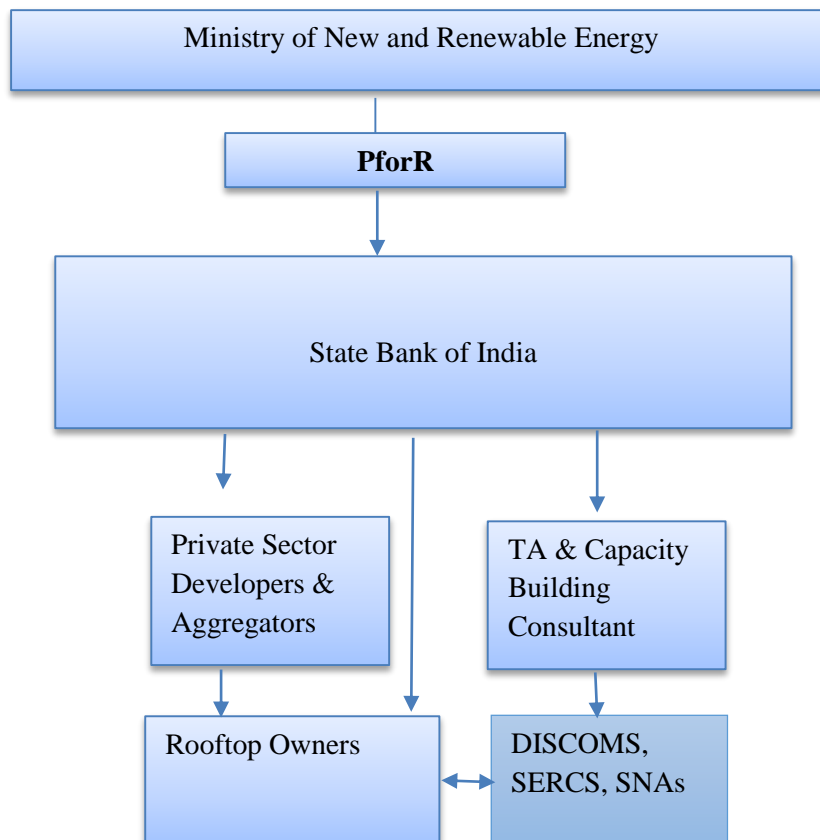 Ministry of New and Renewable Energy
PforR
State Bank of India
Private Sector
Developers &
Aggregators
TA & Capacity
Building
Consultant
Rooftop Owners
DISCOMS,
SERCS, SNAs